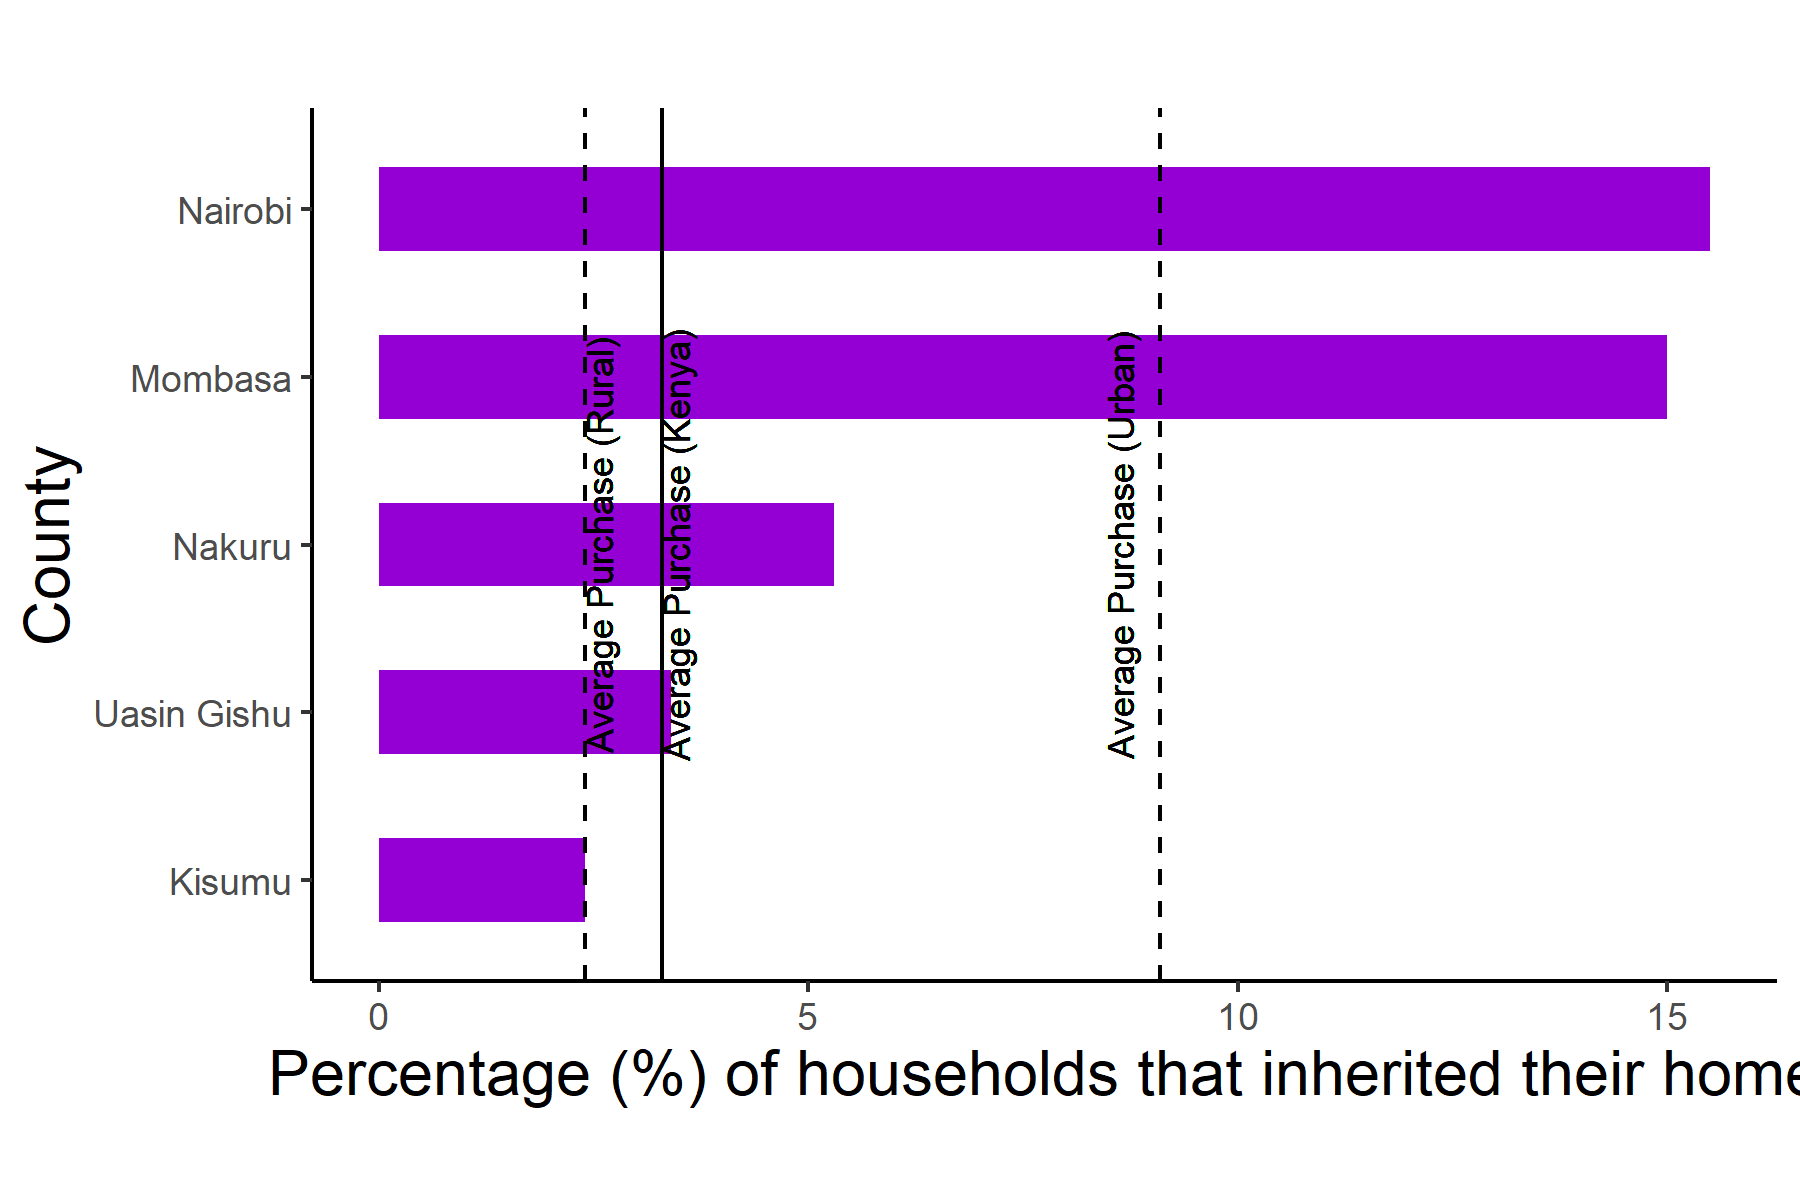 County
Nairobi
Mombasa
Nakuru
Uasin Gishu
Kisumu
Average Purchase (Rural)
Average Purchase (Kenya)
Average Purchase (Urban)
0
5
10
15
Percentage (%) of households that inherited their home